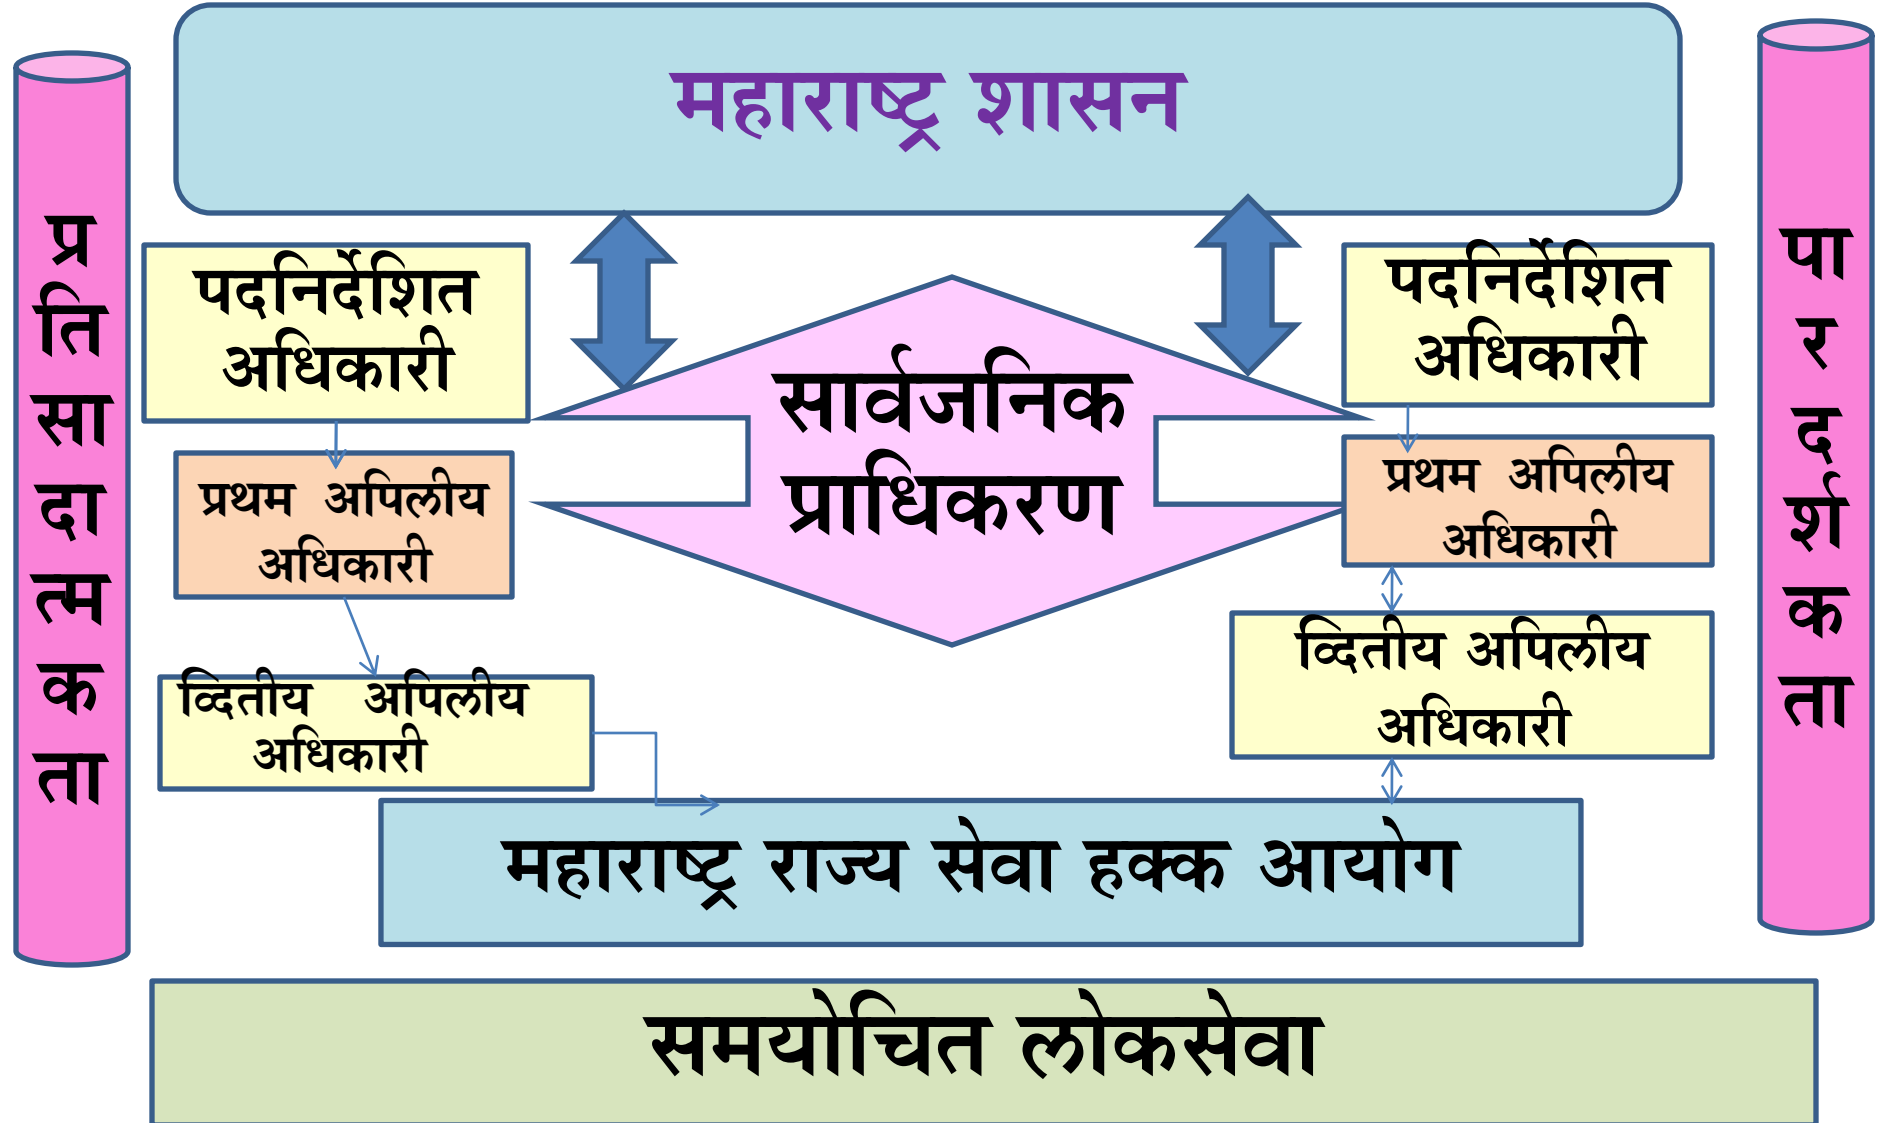 महाराष्ट्र शासन
प्र
ति
सा
दा
त्म
क
ता
पदनिर्देशित
अधिकारी
प्रथम अपिलीय
अधिकारी
व्दितीय अपिलीय
अधिकारी
सार्वजनिक
प्राधिकरण
पदनिर्देशित
अधिकारी
प्रथम अपिलीय
अधिकारी
व्दितीय अपिलीय
अधिकारी
पा
र
द
र्श
क
ता
महाराष्ट्र राज्य सेवा हक्क आयोग
समयोचित लोकसेवा